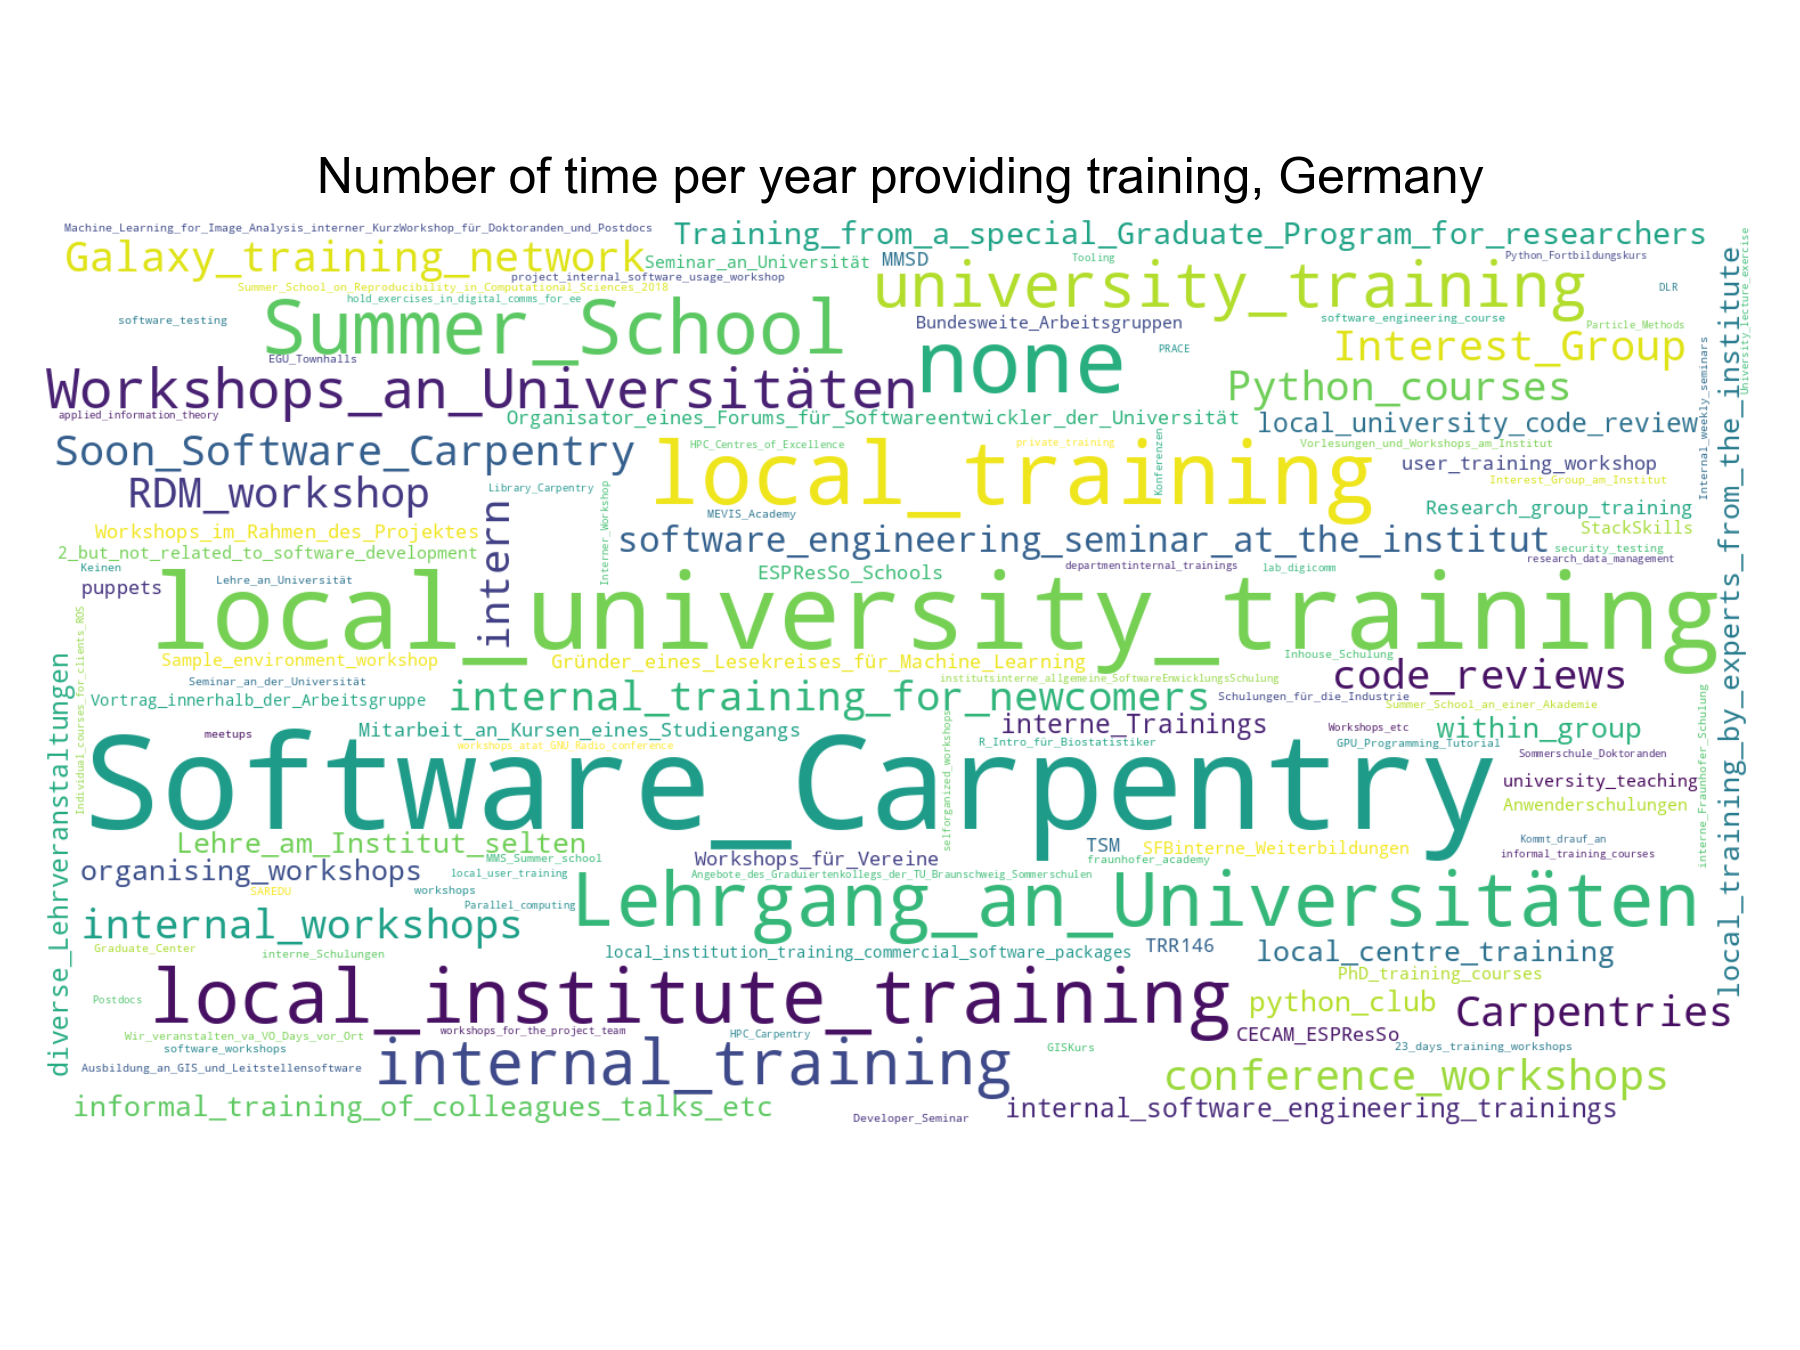 Number of time per year providing training, Germany
Machine_Learning_for_Image_Analysis_interner_KurzWorkshop_für_Doktoranden_und_Postdocs
Training_from_a_special_Graduate_Program_for_researchers
Galaxy_training_network
Seminar_an_Universität
MMSD
Tooling
Python_Fortbildungskurs
project_internal_software_usage_workshop
university_training
Summer_School_on_Reproducibility_in_Computational_Sciences_2018
DLR
hold_exercises_in_digital_comms_for_ee
Summer_School
software_testing
Bundesweite_Arbeitsgruppen
software_engineering_course
Particle_Methods
University_lecture_exercise
local_training_by_experts_from_the_institute
EGU_Townhalls
none
PRACE
Interest_Group
Internal_weekly_seminars
Workshops_an_Universitäten
Python_courses
applied_information_theory
Organisator_eines_Forums_für_Softwareentwickler_der_Universität
local_university_code_review
Soon_Software_Carpentry
HPC_Centres_of_Excellence
private_training
Konferenzen
Vorlesungen_und_Workshops_am_Institut
local_training
user_training_workshop
Interest_Group_am_Institut
RDM_workshop
Library_Carpentry
intern
Interner_Workshop
MEVIS_Academy
Research_group_training
Workshops_im_Rahmen_des_Projektes
software_engineering_seminar_at_the_institut
StackSkills
2_but_not_related_to_software_development
security_testing
research_data_management
Keinen
Lehre_an_Universität
ESPResSo_Schools
departmentinternal_trainings
lab_digicomm
puppets
local_university_training
Individual_courses_for_clients_ROS
diverse_Lehrveranstaltungen
Sample_environment_workshop
Gründer_eines_Lesekreises_für_Machine_Learning
Inhouse_Schulung
code_reviews
Seminar_an_der_Universität
institutsinterne_allgemeine_SoftwareEnwicklungsSchulung
Vortrag_innerhalb_der_Arbeitsgruppe
internal_training_for_newcomers
Schulungen_für_die_Industrie
Summer_School_an_einer_Akademie
interne_Fraunhofer_Schulung
Mitarbeit_an_Kursen_eines_Studiengangs
interne_Trainings
Workshops_etc
within_group
meetups
workshops_atat_GNU_Radio_conference
selforganized_workshops
R_Intro_für_Biostatistiker
GPU_Programming_Tutorial
Sommerschule_Doktoranden
Software_Carpentry
university_teaching
Anwenderschulungen
Lehre_am_Institut_selten
TSM
SFBinterne_Weiterbildungen
Kommt_drauf_an
organising_workshops
MMS_Summer_school
Workshops_für_Vereine
fraunhofer_academy
informal_training_courses
local_user_training
Angebote_des_Graduiertenkollegs_der_TU_Braunschweig_Sommerschulen
SAREDU
workshops
Lehrgang_an_Universitäten
Parallel_computing
internal_workshops
Graduate_Center
interne_Schulungen
local_institution_training_commercial_software_packages
TRR146
local_centre_training
PhD_training_courses
Postdocs
local_institute_training
python_club
Carpentries
Wir_veranstalten_va_VO_Days_vor_Ort
workshops_for_the_project_team
HPC_Carpentry
CECAM_ESPResSo
software_workshops
GISKurs
23_days_training_workshops
Ausbildung_an_GIS_und_Leitstellensoftware
internal_training
conference_workshops
informal_training_of_colleagues_talks_etc
Developer_Seminar
internal_software_engineering_trainings